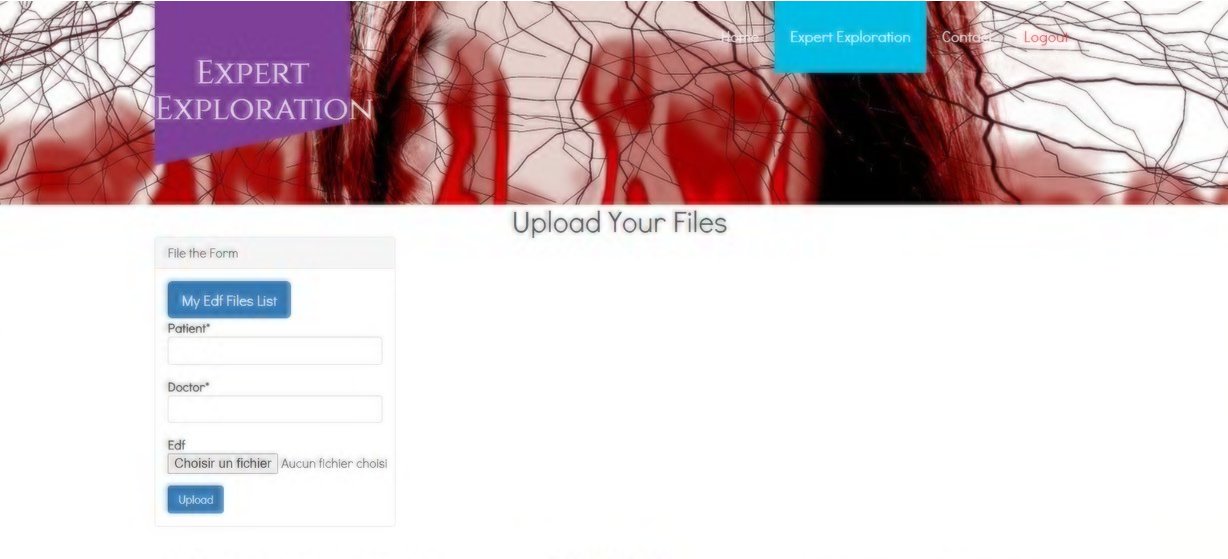 Home Expert Exploration Contact Logout
EXPERT
EXPLORATION
Upload Your Files
File the Form
My Edf Files List
Patient*
Doctor*
Edf
Choisir un fichier Aucun fichier choisi
Upload